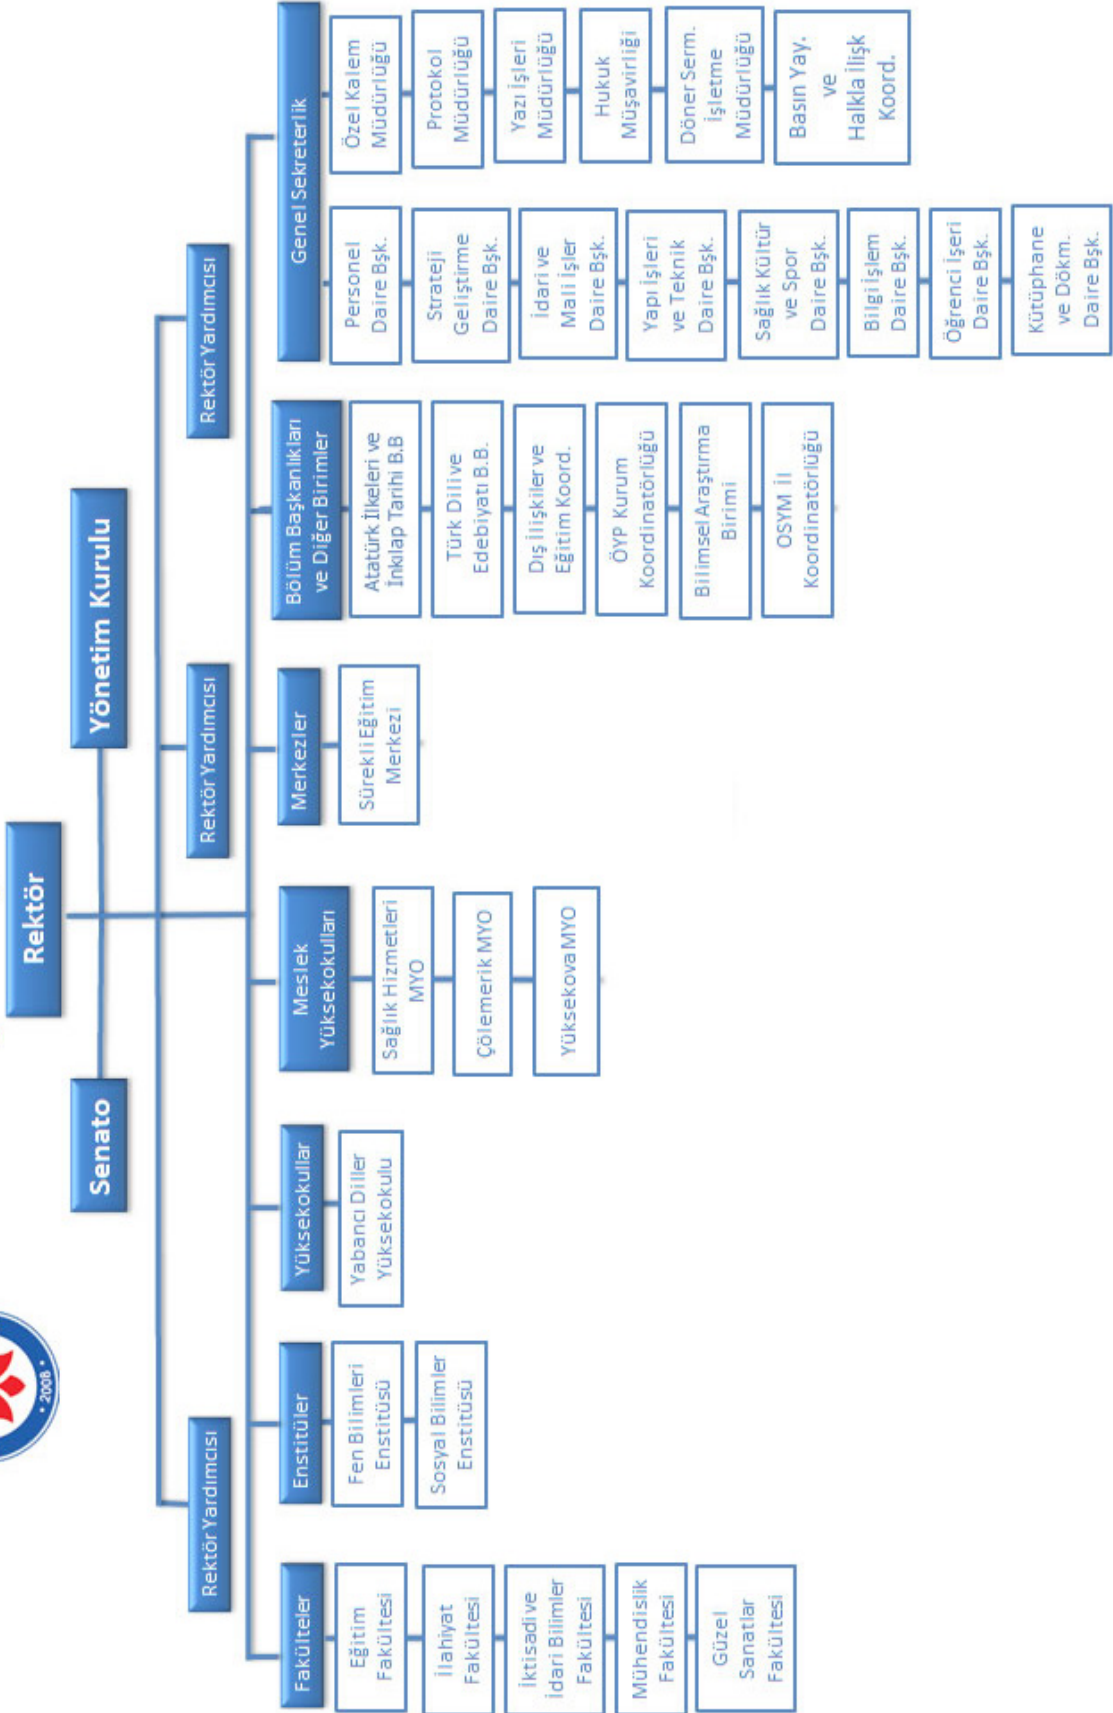 • 2008 •
Rektör
Senato
Yönetim Kurulu
Rektör Yardımcısı
Rektör Yardımcısı
Rektör Yardımcısı
Fakülteler
Eğitim
Fakültesi
İlahiyat
Fakültesi
İktisadi ve
İdari Bilimler
Fakültesi
Mühendislik
Fakültesi
Güzel
Sanatlar
Fakültesi
Enstitüler
Fen Bilimleri
Enstitüsü
Sosyal Bilimler
Enstitüsü
Yüksekokullar
Yabancı Diller
Yüksekokulu
Meslek
Yüksekokulları
Sağlık Hizmetleri
MYO
Çölemerik MYO
Yüksekova MYO
Merkezler
Sürekli Eğitim
Merkezi
Bölüm Başkanlıkları
ve Diğer Birimler
Atatürk İlkeleri ve
İnkılap Tarihi B.B
Türk Dili ve
Edebiyatı B.B.
Dış İlişkiler ve
Eğitim Koord.
ÖYP Kurum
Koordinatörlüğü
Bilimsel Araştırma
Birimi
OSYM İl
Koordinatörlüğü
Genel Sekreterlik
Personel
Daire Bşk.
Strateji
Geliştirme
Daire Bşk.
İdari ve
Mali İşler
Daire Bşk.
Yapı İşleri
ve Teknik
Daire Bşk.
Sağlık Kültür
ve Spor
Daire Bşk.
Bilgi İşlem
Daire Bşk.
Öğrenci İşeri
Daire Bşk.
Kütüphane
ve Dökm.
Daire Bşk.
Özel Kalem
Müdürlüğü
Protokol
Müdürlüğü
Yazı İşleri
Müdürlüğü
Hukuk
Müşavirliği
Döner Serm.
İşletme
Müdürlüğü
Basın Yay.
ve
Halkla İlişk
Koord.